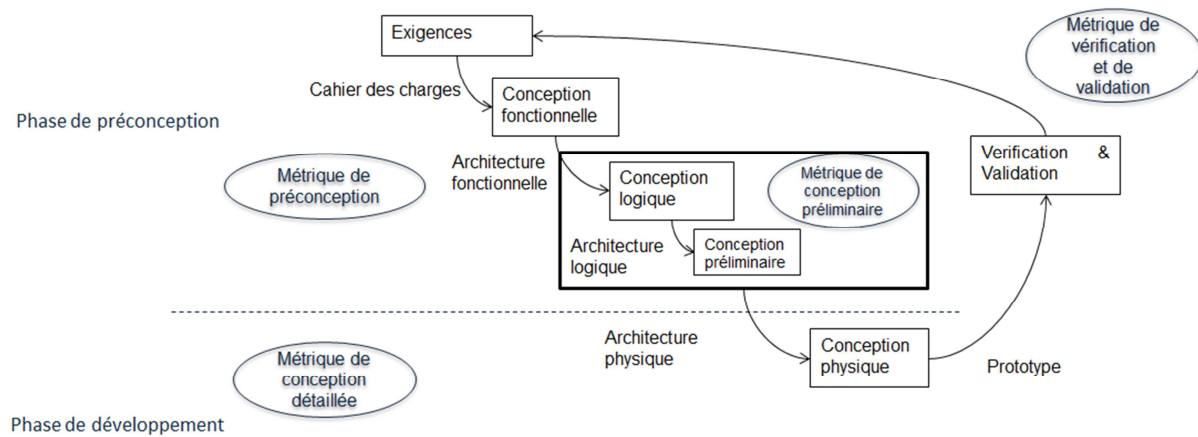 Exigences
Métrique de
vérification
et de
validation
Cahier des charges
Conception
fonctionnelle
Phase de préconception
Architecture
fonctionnelle
Verification &
Validation
Métrique de
préconception
Conception
logique
Métrique de
conception
préliminaire
Architecture
logique
Conception
préliminaire
Architecture
physique
Conception
physique
Prototype
Métrique de
conception
détaillée
Phase de développement